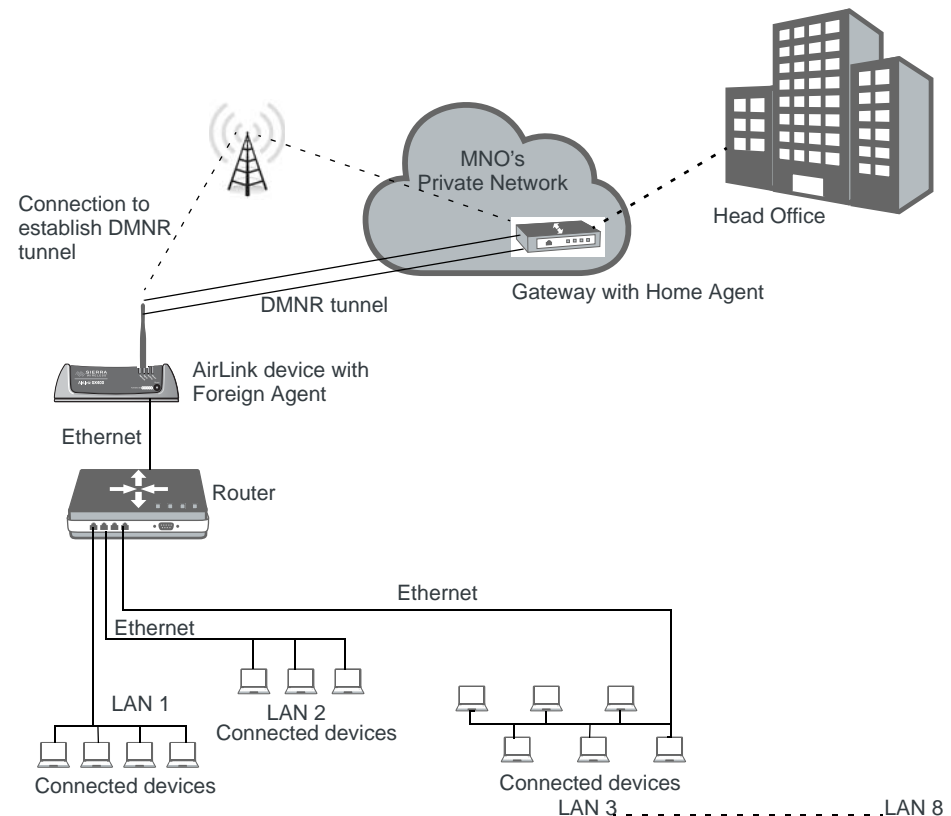 MNO's
Private Network
Connection to
establish DMNR
tunnel
Head Office
Gateway with Home Agent
DMNR tunnel
SIERRA
AirLink device with
Foreign Agent
Ethernet
Router
Ethernet
Ethernet
LAN 1
LAN 2
Connected devices
Connected devices
Connected devices
LAN 3
LAN 8